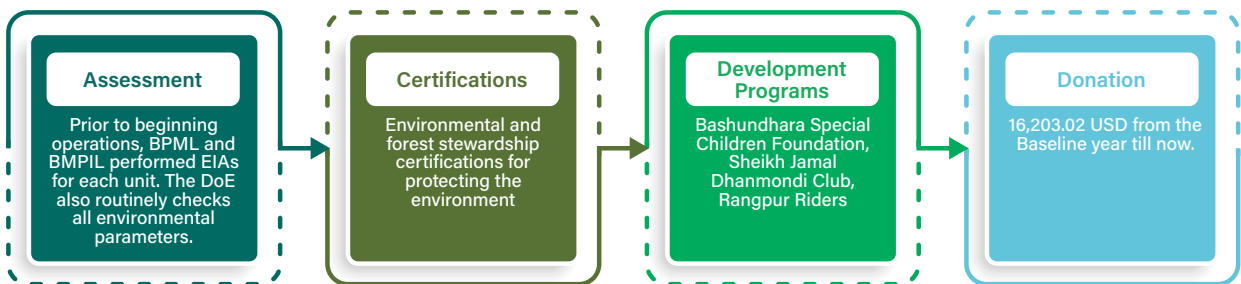 Assessment
Prior to beginning
operations, BPML and
BMPIL performed EIAs
for each unit. The DoE
also routinely checks
all environmental
parameters.
Certifications
Environmental and
forest stewardship
certifications for
protecting the
environment
Development
Programs
Bashundhara Special
Children Foundation,
Sheikh Jamal
Dhanmondi Club,
Rangpur Riders
Donation
16,203.02 USD from the
Baseline year till now.